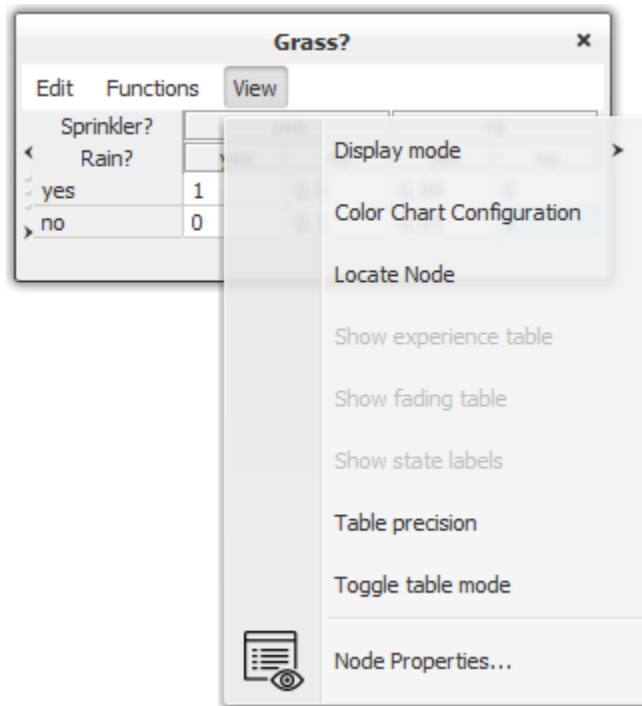 Grass?
Edit Functions View
Sprinkler?
Rain?
yes 1
no 0
Display mode
Color Chart Configuration
Locate Node
Show experience table
Show fading table
Show state labels
Table precision
Toggle table mode
Node Properties...